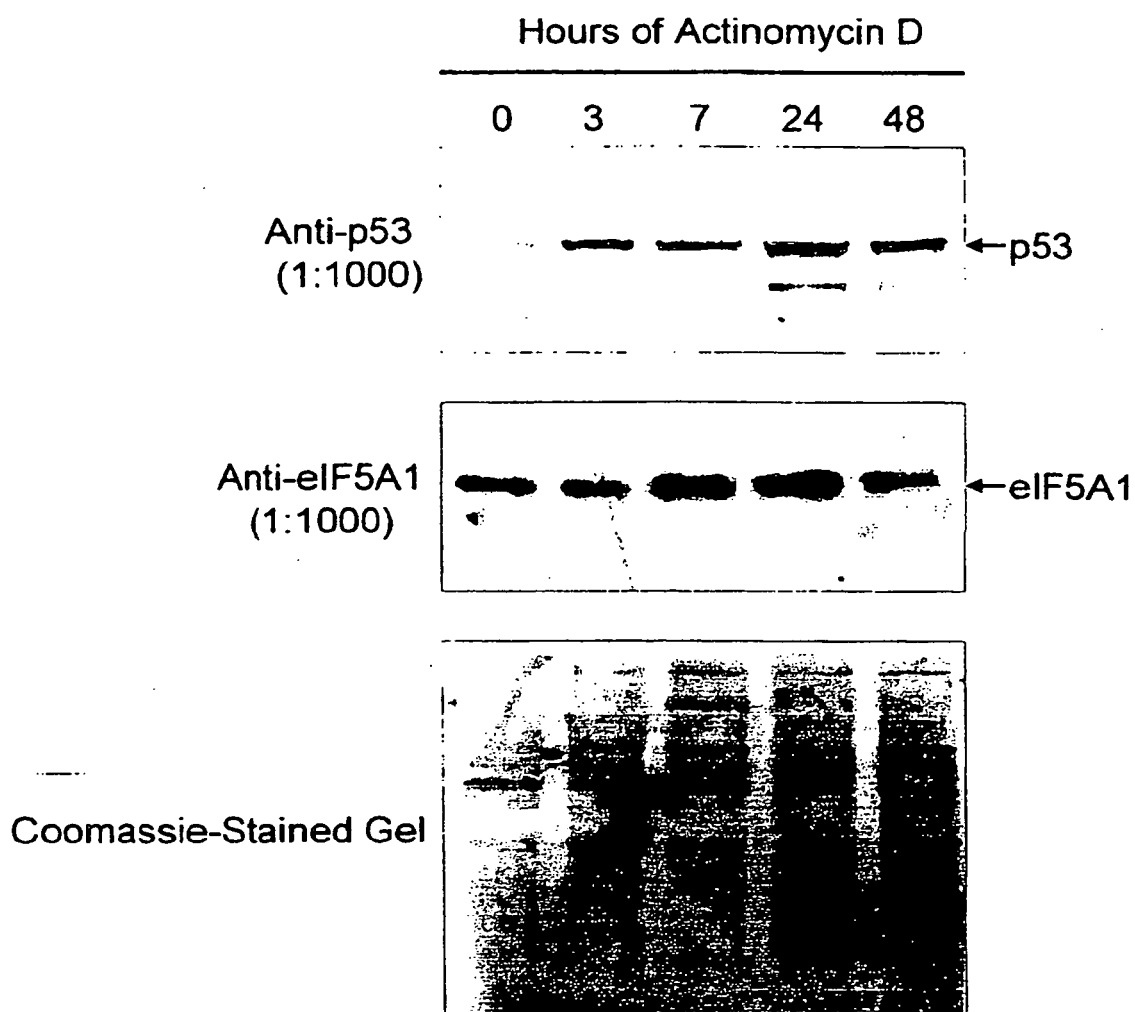 Hours of Actinomycin D
0 3 7 24 48
Anti-p53
(1:1000)
p53
Anti-eIF5A1
(1:1000)
eIF5A1
Coomassie-Stained Gel